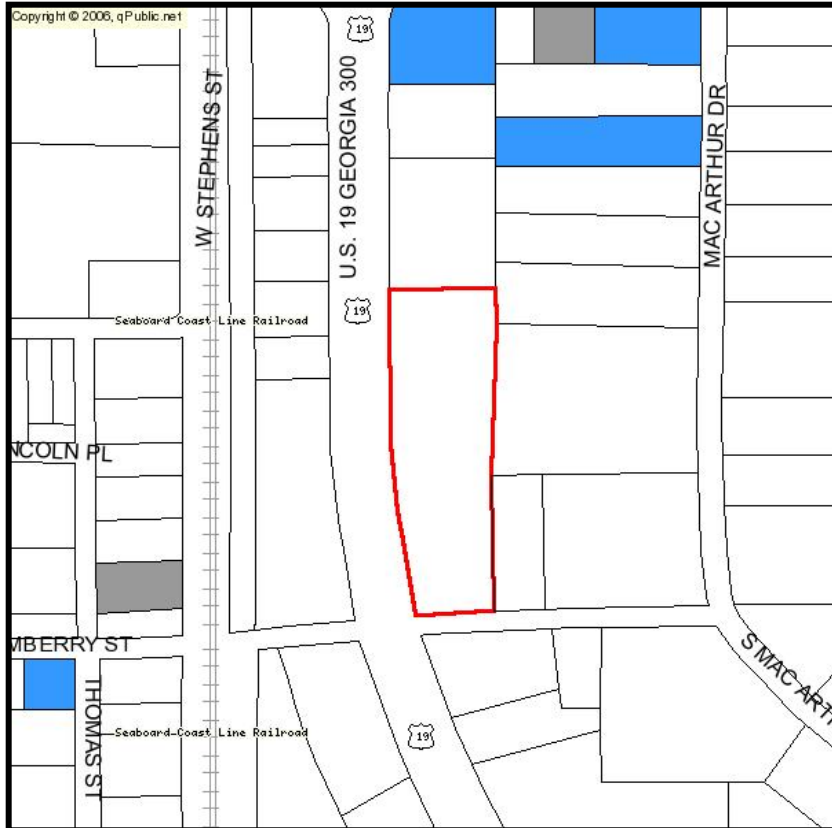 Copyright © 2006, qPublic.net
19
W STEPHENS ST
U.S. 19 GEORGIA 300
MAC ARTHUR DR
19
Seaboard Coast Line Railroad
NCOLN PL
MBERRY ST
S MAC ARTH
THOMAS ST
Seaboard Coast Line Railroad
19